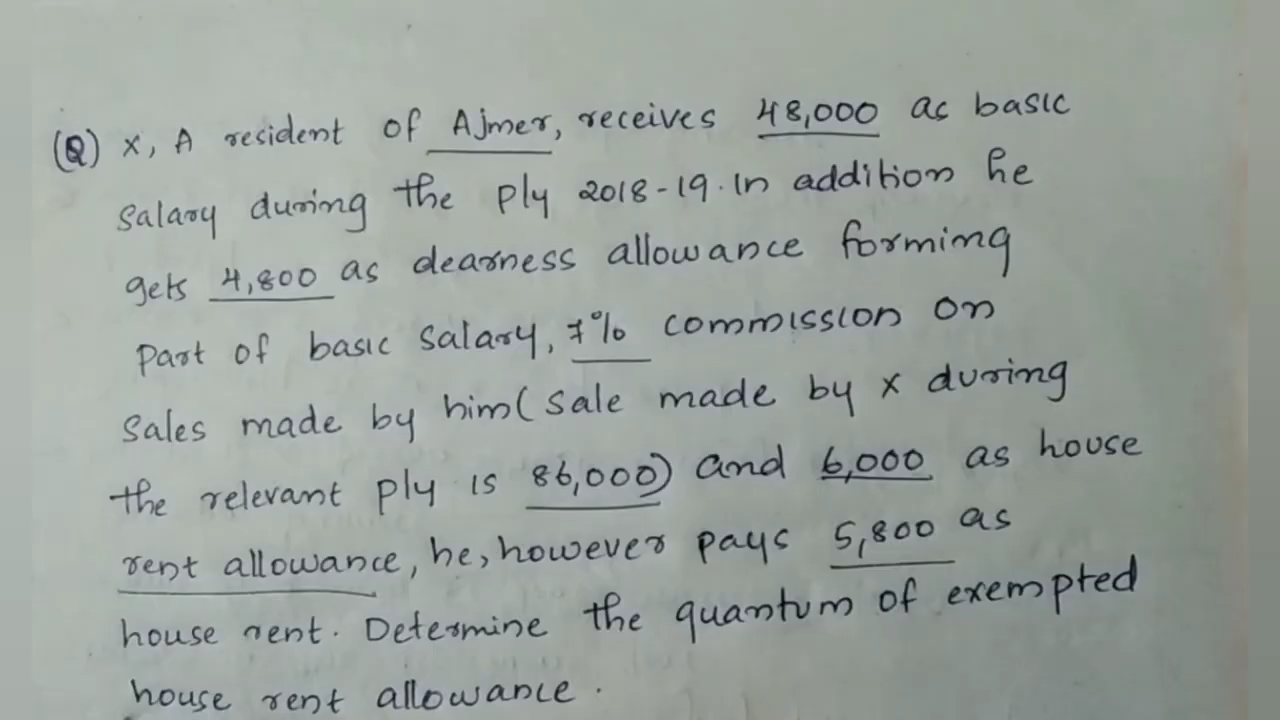 (Q) X, A resident of Ajmer, receives 48,000 as basic
salary during the Ply 2018-19. In addition he
gets 4,800 as dearness allowance forming
part of basic salary, 7% commission on
sales made by him( sale made by x during
the relevant ply is 86,000) and 6,000 as house
rent allowance, he, however pays 5,800 as
house rent. Determine the quantum of exempted
house rent allowance.